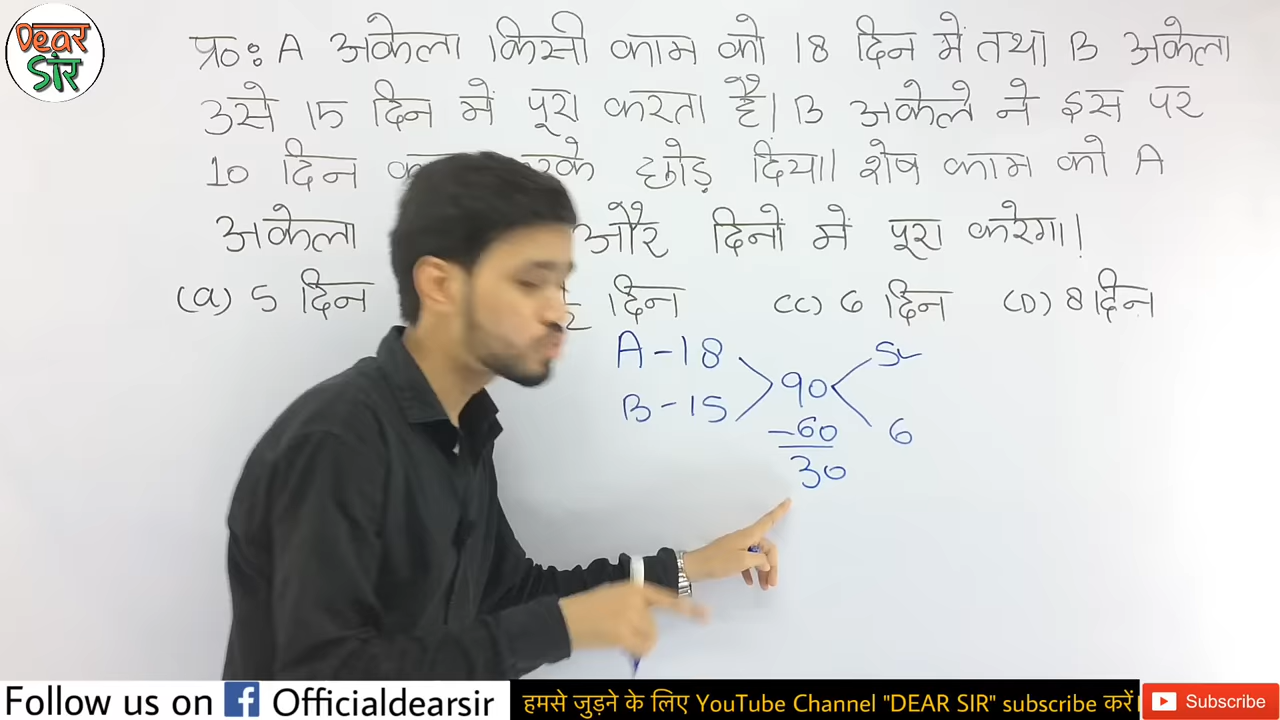 Dear
Sir
प्र०ः A अकेला किसी काम को 18 दिन में तथा B अकेला
उसे 15 दिन में पूरा करता है। B अकेले ने इस पर
10 दिन करके छोड़ दिया। शेष काम को A
अकेला और दिनों में पूरा करेगा।
(a) 5 दिन दिन (C) 6 दिन (D) 8 दिन
A - 18 90 5
B - 15 -60 6
30
Follow us on f Officialdearsir
हमसे जुड़ने के लिए YouTube Channel "DEAR SIR" subscribe करें।
Subscribe